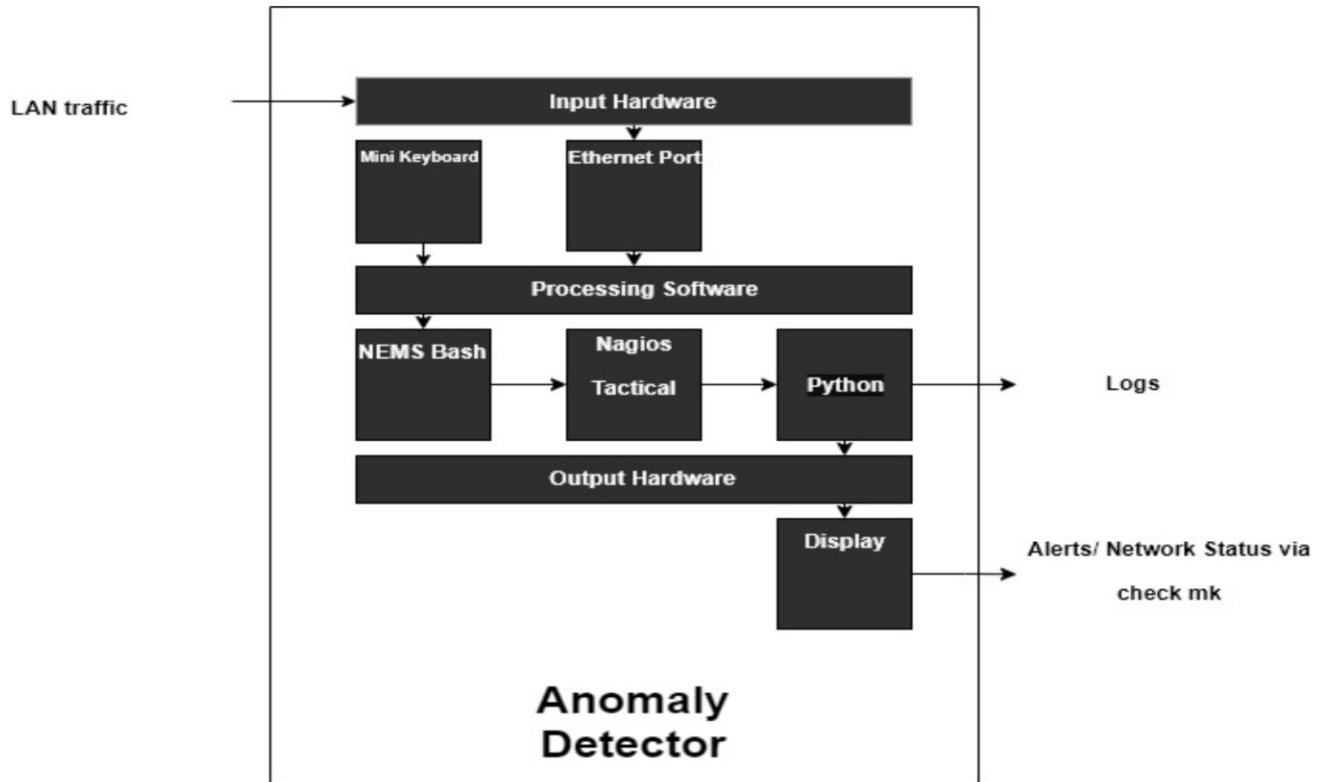 LAN traffic
Input Hardware
Mini Keyboard
Ethernet Port
Processing Software
NEMS Bash
Nagios
Tactical
Python
Logs
Output Hardware
Display
Alerts/ Network Status via
check mk
Anomaly
Detector